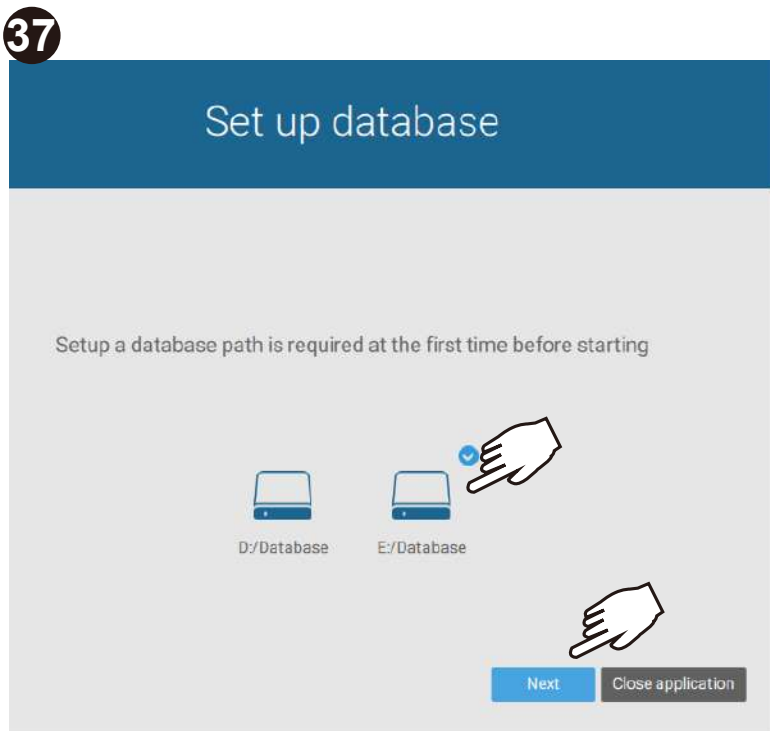 37
Set up database
Setup a database path is required at the first time before starting
D:/Database E:/Database
Next Close application